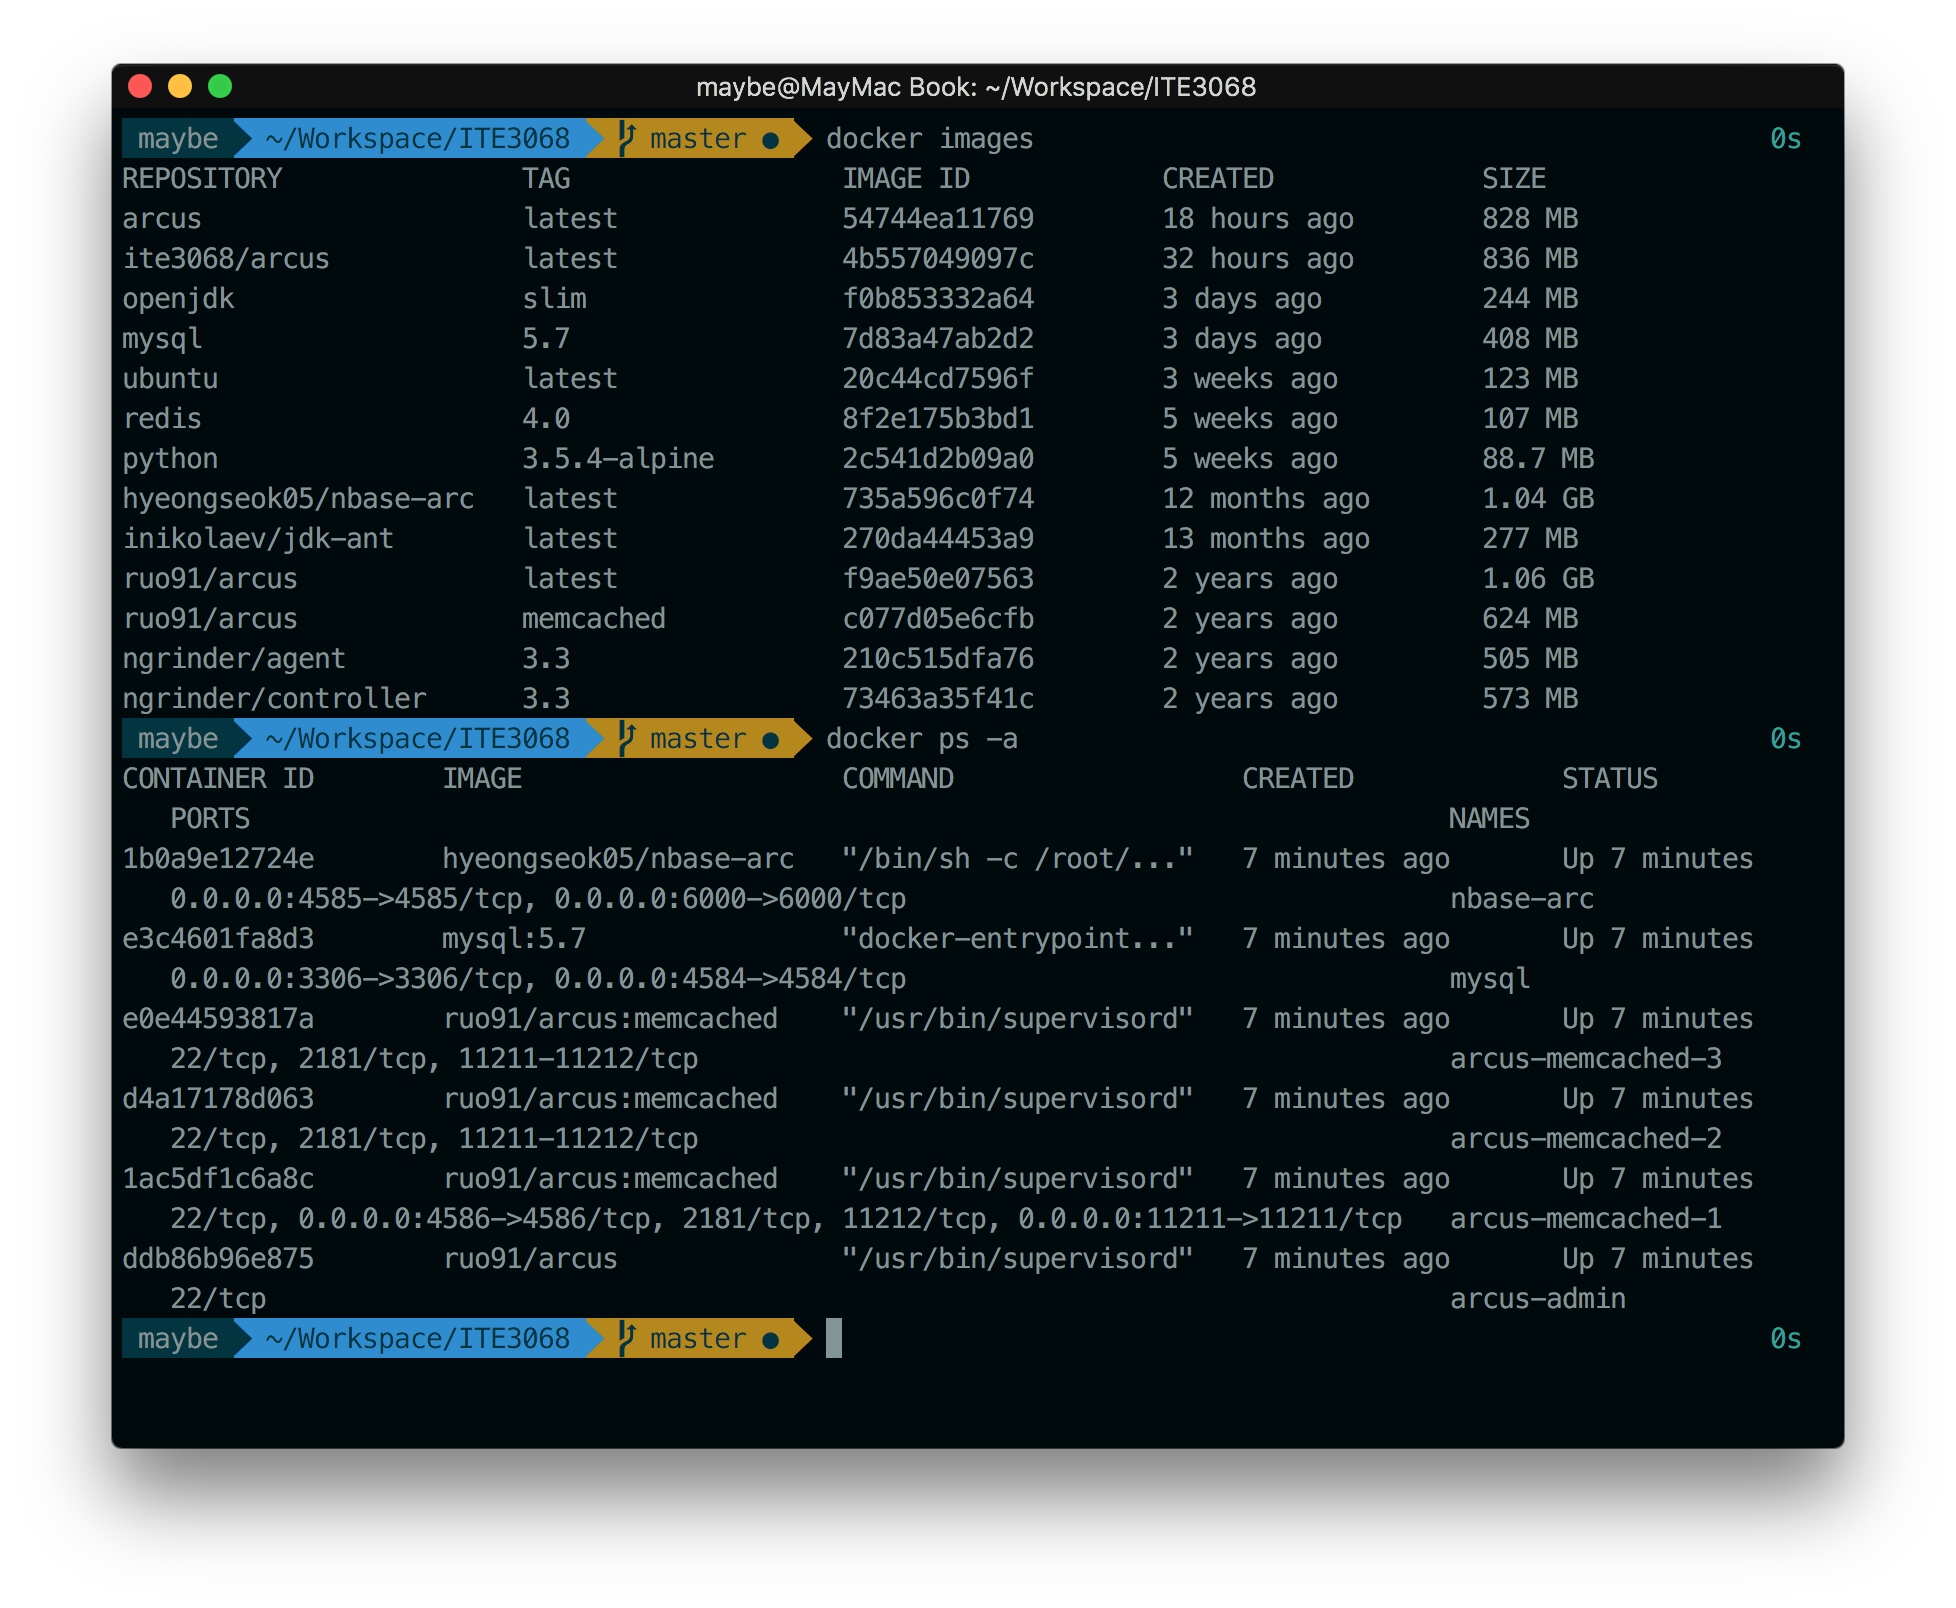 maybe@MayMac Book: ~/Workspace/ITE3068
maybe ~/Workspace/ITE3068 master ● docker images 0s
REPOSITORY TAG IMAGE ID CREATED SIZE
arcus latest 54744ea11769 18 hours ago 828 MB
ite3068/arcus latest 4b557049097c 32 hours ago 836 MB
openjdk slim f0b853332a64 3 days ago 244 MB
mysql 5.7 7d83a47ab2d2 3 days ago 408 MB
ubuntu latest 20c44cd7596f 3 weeks ago 123 MB
redis 4.0 8f2e175b3bd1 5 weeks ago 107 MB
python 3.5.4-alpine 2c541d2b09a0 5 weeks ago 88.7 MB
hyeongseok05/nbase-arc latest 735a596c0f74 12 months ago 1.04 GB
inikolaev/jdk-ant latest 270da44453a9 13 months ago 277 MB
ruo91/arcus latest f9ae50e07563 2 years ago 1.06 GB
ruo91/arcus memcached c077d05e6cfb 2 years ago 624 MB
ngrinder/agent 3.3 210c515dfa76 2 years ago 505 MB
ngrinder/controller 3.3 73463a35f41c 2 years ago 573 MB
maybe ~/Workspace/ITE3068 master ● docker ps -a 0s
CONTAINER ID IMAGE COMMAND CREATED STATUS
PORTS NAMES
1b0a9e12724e hyeongseok05/nbase-arc "/bin/sh -c /root/..." 7 minutes ago Up 7 minutes
0.0.0.0:4585->4585/tcp, 0.0.0.0:6000->6000/tcp nbase-arc
e3c4601fa8d3 mysql:5.7 "docker-entrypoint..." 7 minutes ago Up 7 minutes
0.0.0.0:3306->3306/tcp, 0.0.0.0:4584->4584/tcp mysql
e0e44593817a ruo91/arcus:memcached "/usr/bin/supervisord" 7 minutes ago Up 7 minutes
22/tcp, 2181/tcp, 11211-11212/tcp arcus-memcached-3
d4a17178d063 ruo91/arcus:memcached "/usr/bin/supervisord" 7 minutes ago Up 7 minutes
22/tcp, 2181/tcp, 11211-11212/tcp arcus-memcached-2
1ac5df1c6a8c ruo91/arcus:memcached "/usr/bin/supervisord" 7 minutes ago Up 7 minutes
22/tcp, 0.0.0.0:4586->4586/tcp, 2181/tcp, 11212/tcp, 0.0.0.0:11211->11211/tcp arcus-memcached-1
ddb86b96e875 ruo91/arcus "/usr/bin/supervisord" 7 minutes ago Up 7 minutes
22/tcp arcus-admin
maybe ~/Workspace/ITE3068 master ● 0s